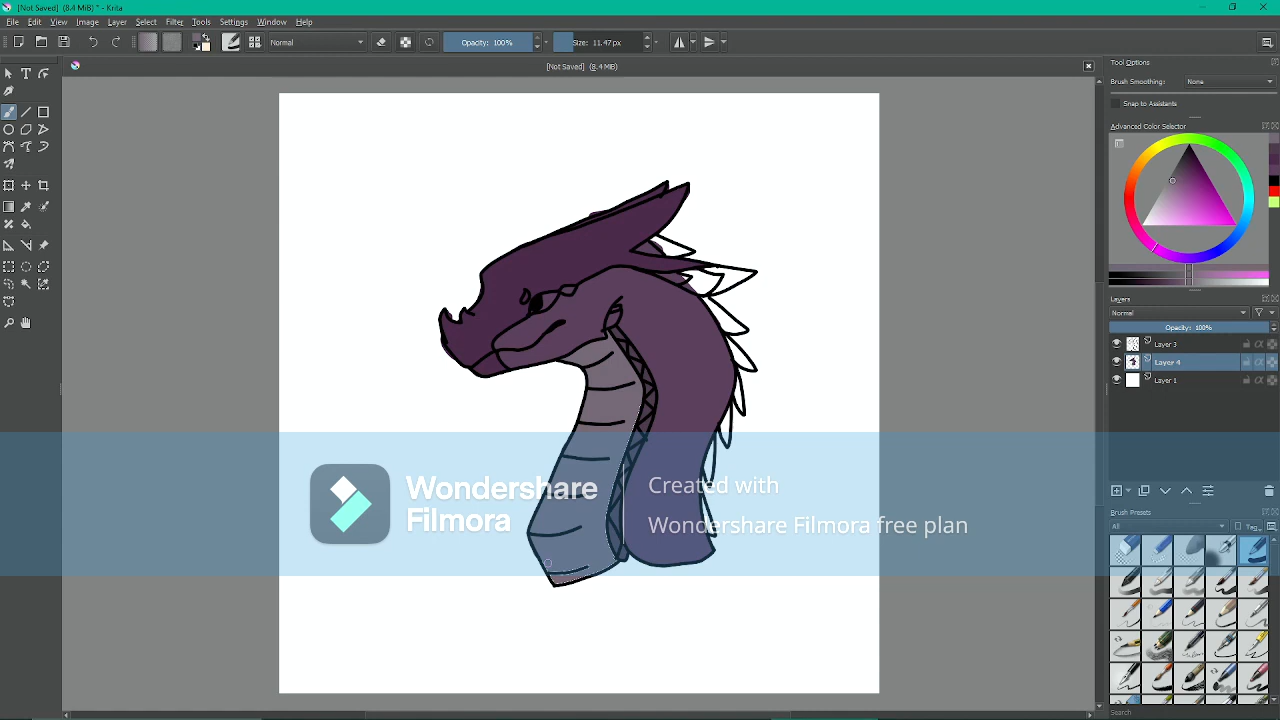 [Not Saved] (8.4 MiB) * - Krita
File Edit View Image Layer Select Filter Tools Settings Window Help
Normal
Opacity: 100%
Size: 11.47 px
[Not Saved] (8.4 MiB)
Tool Options
Brush Smoothing: None
Snap to Assistants
Advanced Color Selector
Layers
Normal
Opacity: 100%
Layer 3
Layer 4
Layer 1
Brush Presets
All
Tag
Search
Wondershare
Filmora
Created with
Wondershare Filmora free plan